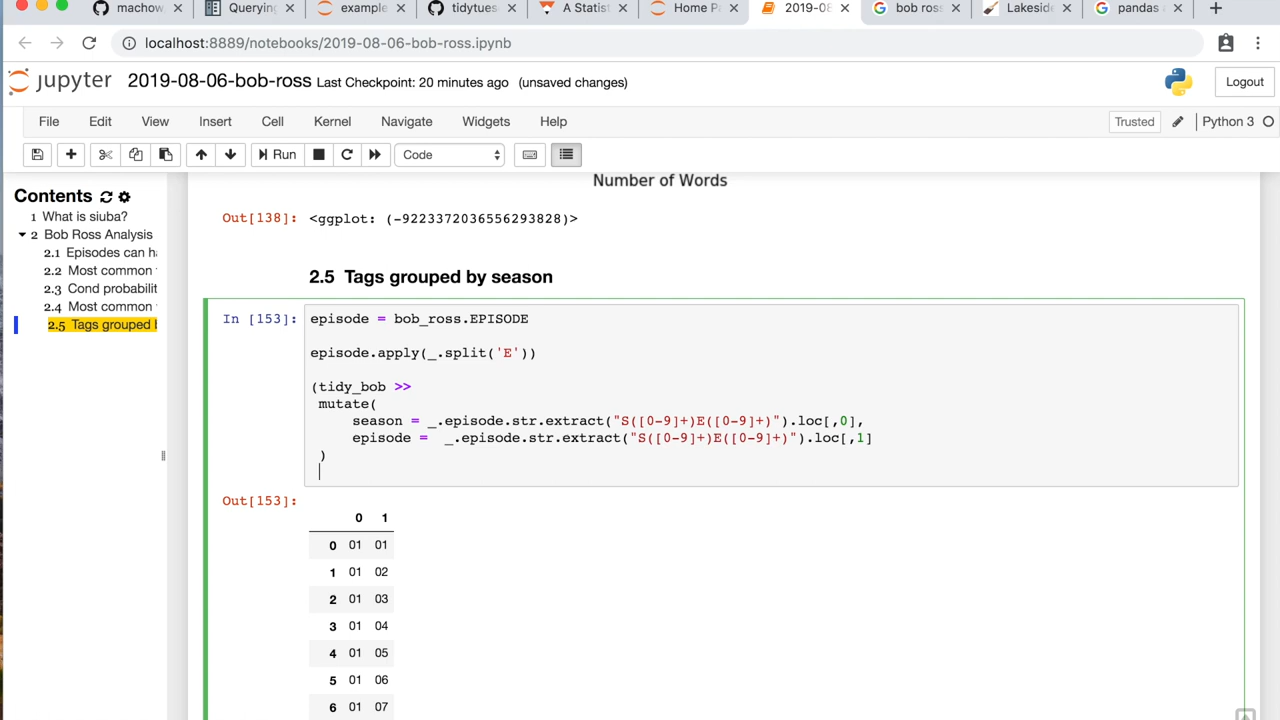 machow
Querying
example
tidytues
A Statist
Home Pa
2019-08
bob ross
Lakeside
pandas
localhost:8889/notebooks/2019-08-06-bob-ross.ipynb
jupyter 2019-08-06-bob-ross Last Checkpoint: 20 minutes ago (unsaved changes)
Logout
File Edit View Insert Cell Kernel Navigate Widgets Help
Trusted Python 3
Run Code
Contents
1 What is siuba?
2 Bob Ross Analysis
2.1 Episodes can ha
2.2 Most common
2.3 Cond probabilit
2.4 Most common
2.5 Tags grouped b
Number of Words
Out[138]: <ggplot: (-9223372036556293828)>
2.5 Tags grouped by season
In [153]: episode = bob_ross.EPISODE
episode.apply(_.split('E'))
(tidy_bob >>
mutate(
season = _.episode.str.extract("S([0-9]+)E([0-9]+)").loc[,0],
episode =  _.episode.str.extract("S([0-9]+)E([0-9]+)").loc[,1]
)
Out[153]:
0 1
0 01 01
1 01 02
2 01 03
3 01 04
4 01 05
5 01 06
6 01 07